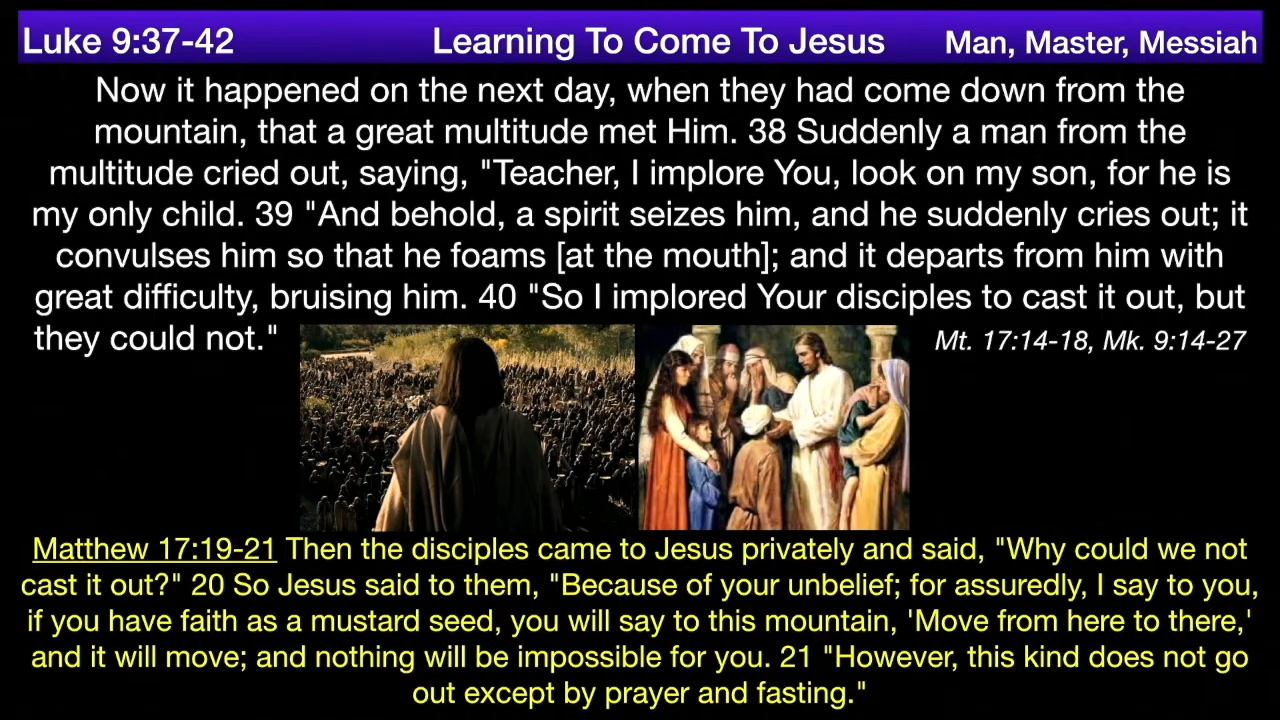 Luke 9:37-42 Learning To Come To Jesus Man, Master, Messiah
Now it happened on the next day, when they had come down from the
mountain, that a great multitude met Him. 38 Suddenly a man from the
multitude cried out, saying, "Teacher, I implore You, look on my son, for he is
my only child. 39 "And behold, a spirit seizes him, and he suddenly cries out; it
convulses him so that he foams [at the mouth]; and it departs from him with
great difficulty, bruising him. 40 "So I implored Your disciples to cast it out, but
they could not." Mt. 17:14-18, Mk. 9:14-27
Matthew 17:19-21 Then the disciples came to Jesus privately and said, "Why could we not
cast it out?" 20 So Jesus said to them, "Because of your unbelief; for assuredly, I say to you,
if you have faith as a mustard seed, you will say to this mountain, 'Move from here to there,'
and it will move; and nothing will be impossible for you. 21 "However, this kind does not go
out except by prayer and fasting."